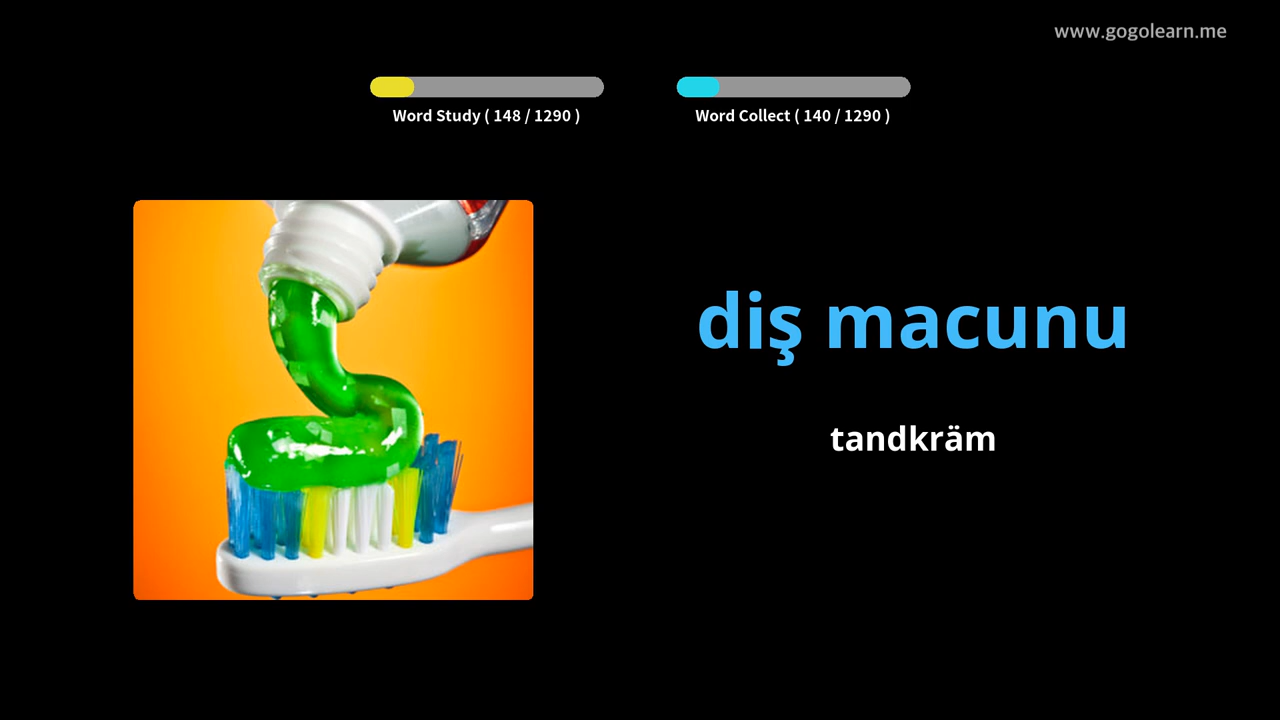 www.gogolearn.me
Word Study ( 148 / 1290 )
Word Collect ( 140 / 1290 )
diş macunu
tandkräm